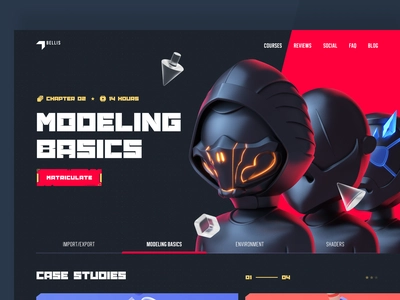 BELLIS
COURSES REVIEWS SOCIAL FAQ BLOG
CHAPTER 02 14 HOURS
MODELING
BASICS
MATRICULATE
IMPORT/EXPORT MODELING BASICS ENVIRONMENT SHADERS
CASE STUDIES 01 04